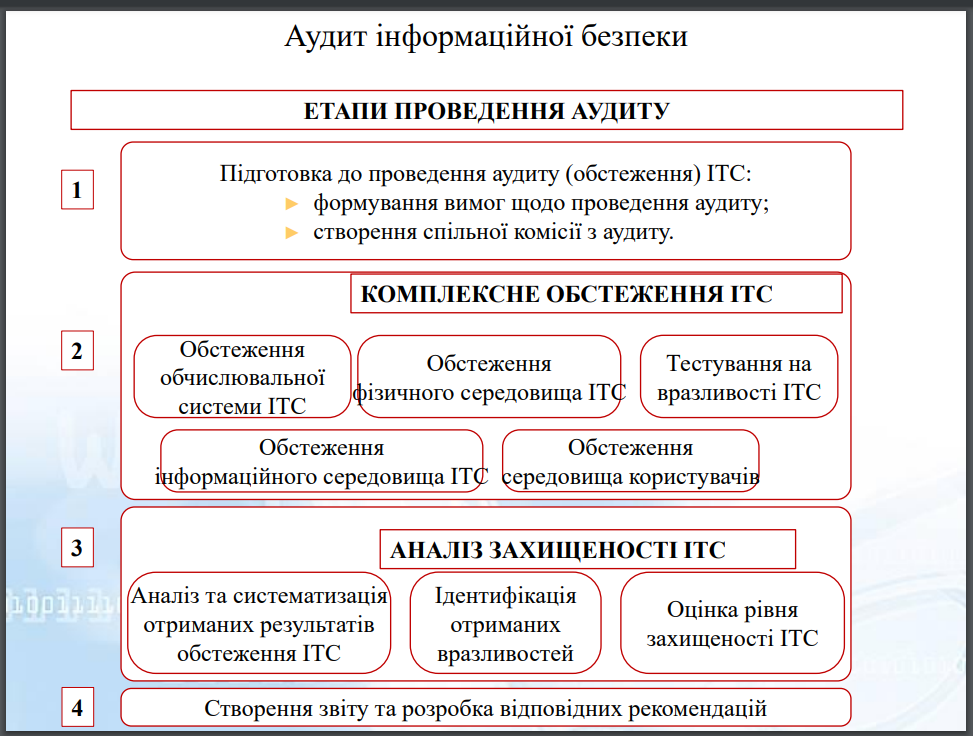 Аудит інформаційної безпеки
ЕТАПИ ПРОВЕДЕННЯ АУДИТУ
1
Підготовка до проведення аудиту (обстеження) ІТС:
► формування вимог щодо проведення аудиту;
► створення спільної комісії з аудиту.
2
КОМПЛЕКСНЕ ОБСТЕЖЕННЯ ІТС
Обстеження
обчислювальної
системи ІТС
Обстеження
фізичного середовища ІТС
Тестування на
вразливості ІТС
Обстеження
інформаційного середовища ІТС
Обстеження
середовища користувачів
3
АНАЛІЗ ЗАХИЩЕНОСТІ ІТС
Аналіз та систематизація
отриманих результатів
обстеження ІТС
Ідентифікація
отриманих
вразливостей
Оцінка рівня
захищеності ІТС
4
Створення звіту та розробка відповідних рекомендацій